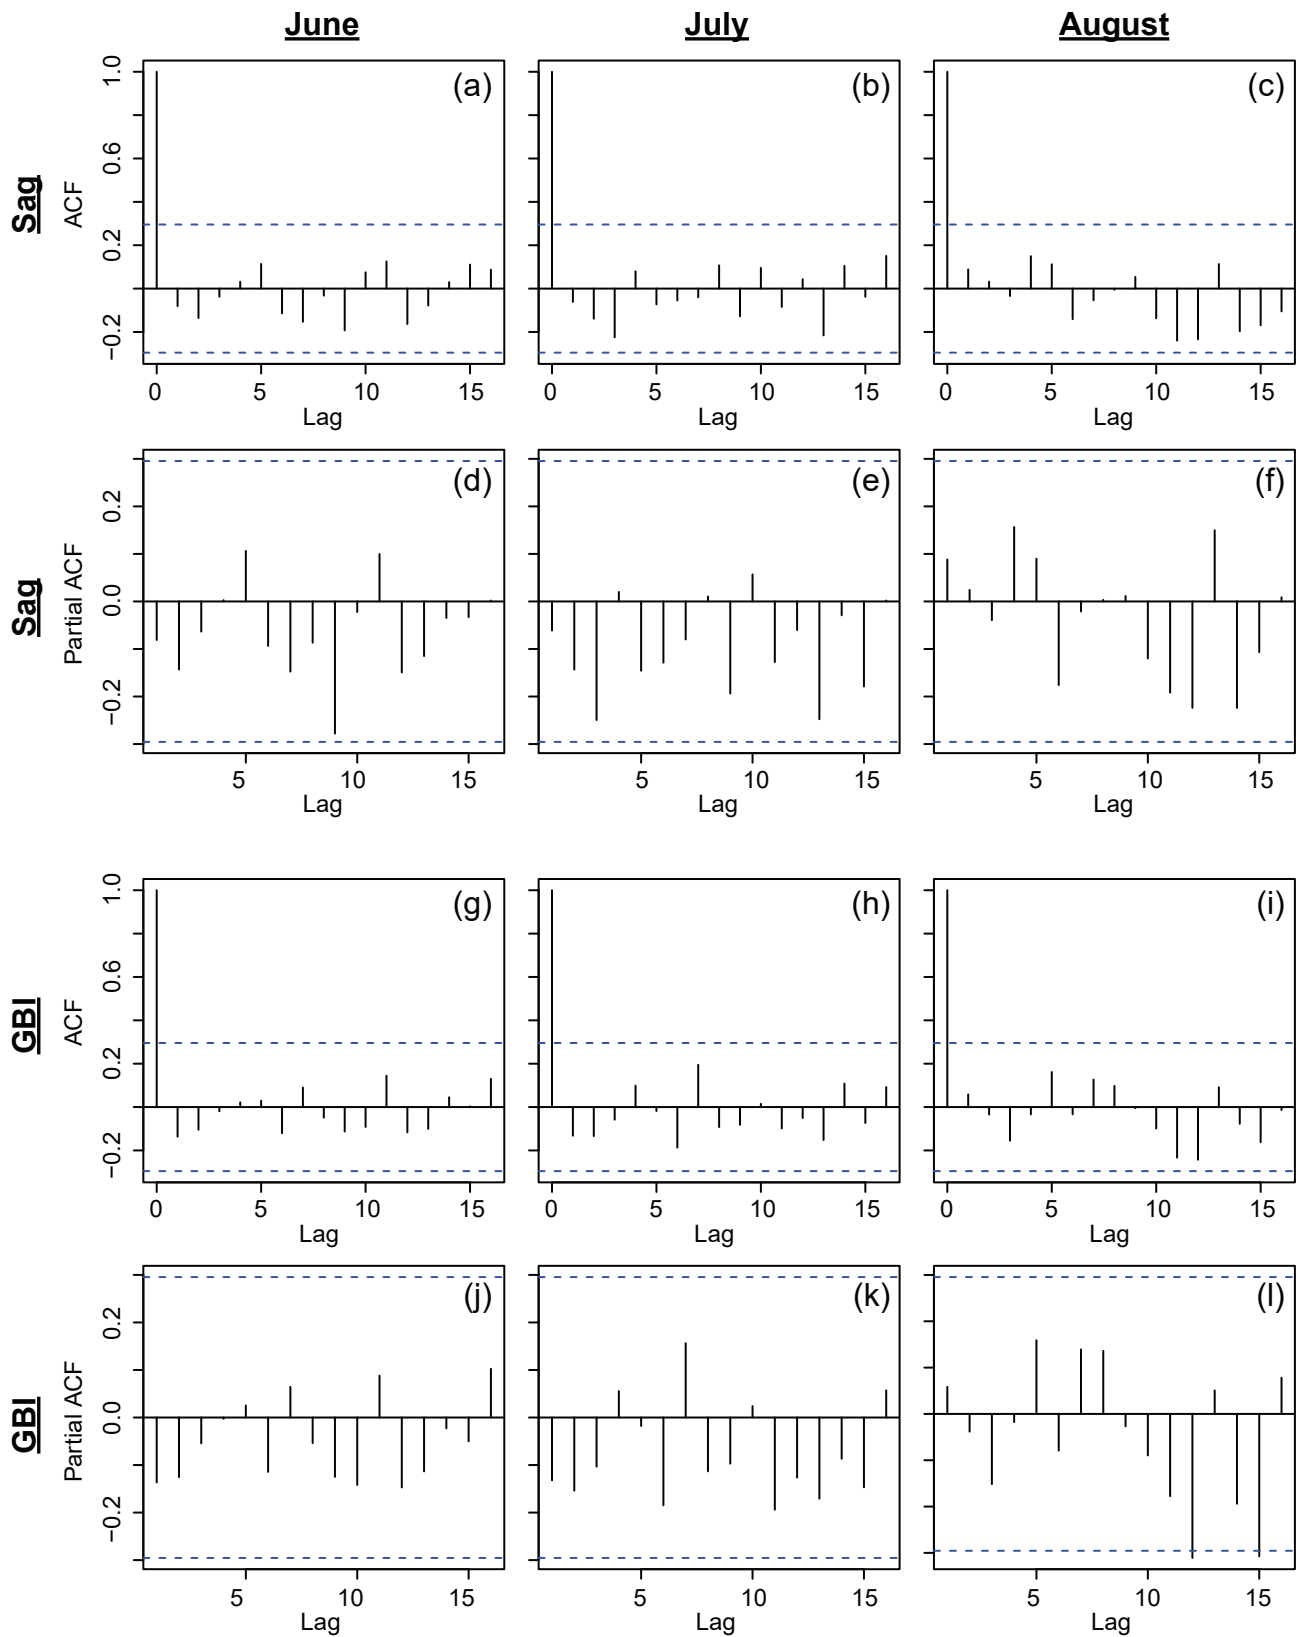 June July August
Sag
ACF
(a) (b) (c)
1.0
0.6
0.2
−0.2
0 5 10 15 0 5 10 15 0 5 10 15
Lag Lag Lag
Sag
Partial ACF
(d) (e) (f)
0.2
0.0
−0.2
5 10 15 5 10 15 5 10 15
Lag Lag Lag
GBI
ACF
(g) (h) (i)
1.0
0.6
0.2
−0.2
0 5 10 15 0 5 10 15 0 5 10 15
Lag Lag Lag
GBI
Partial ACF
(j) (k) (l)
0.2
0.0
−0.2
5 10 15 5 10 15 5 10 15
Lag Lag Lag